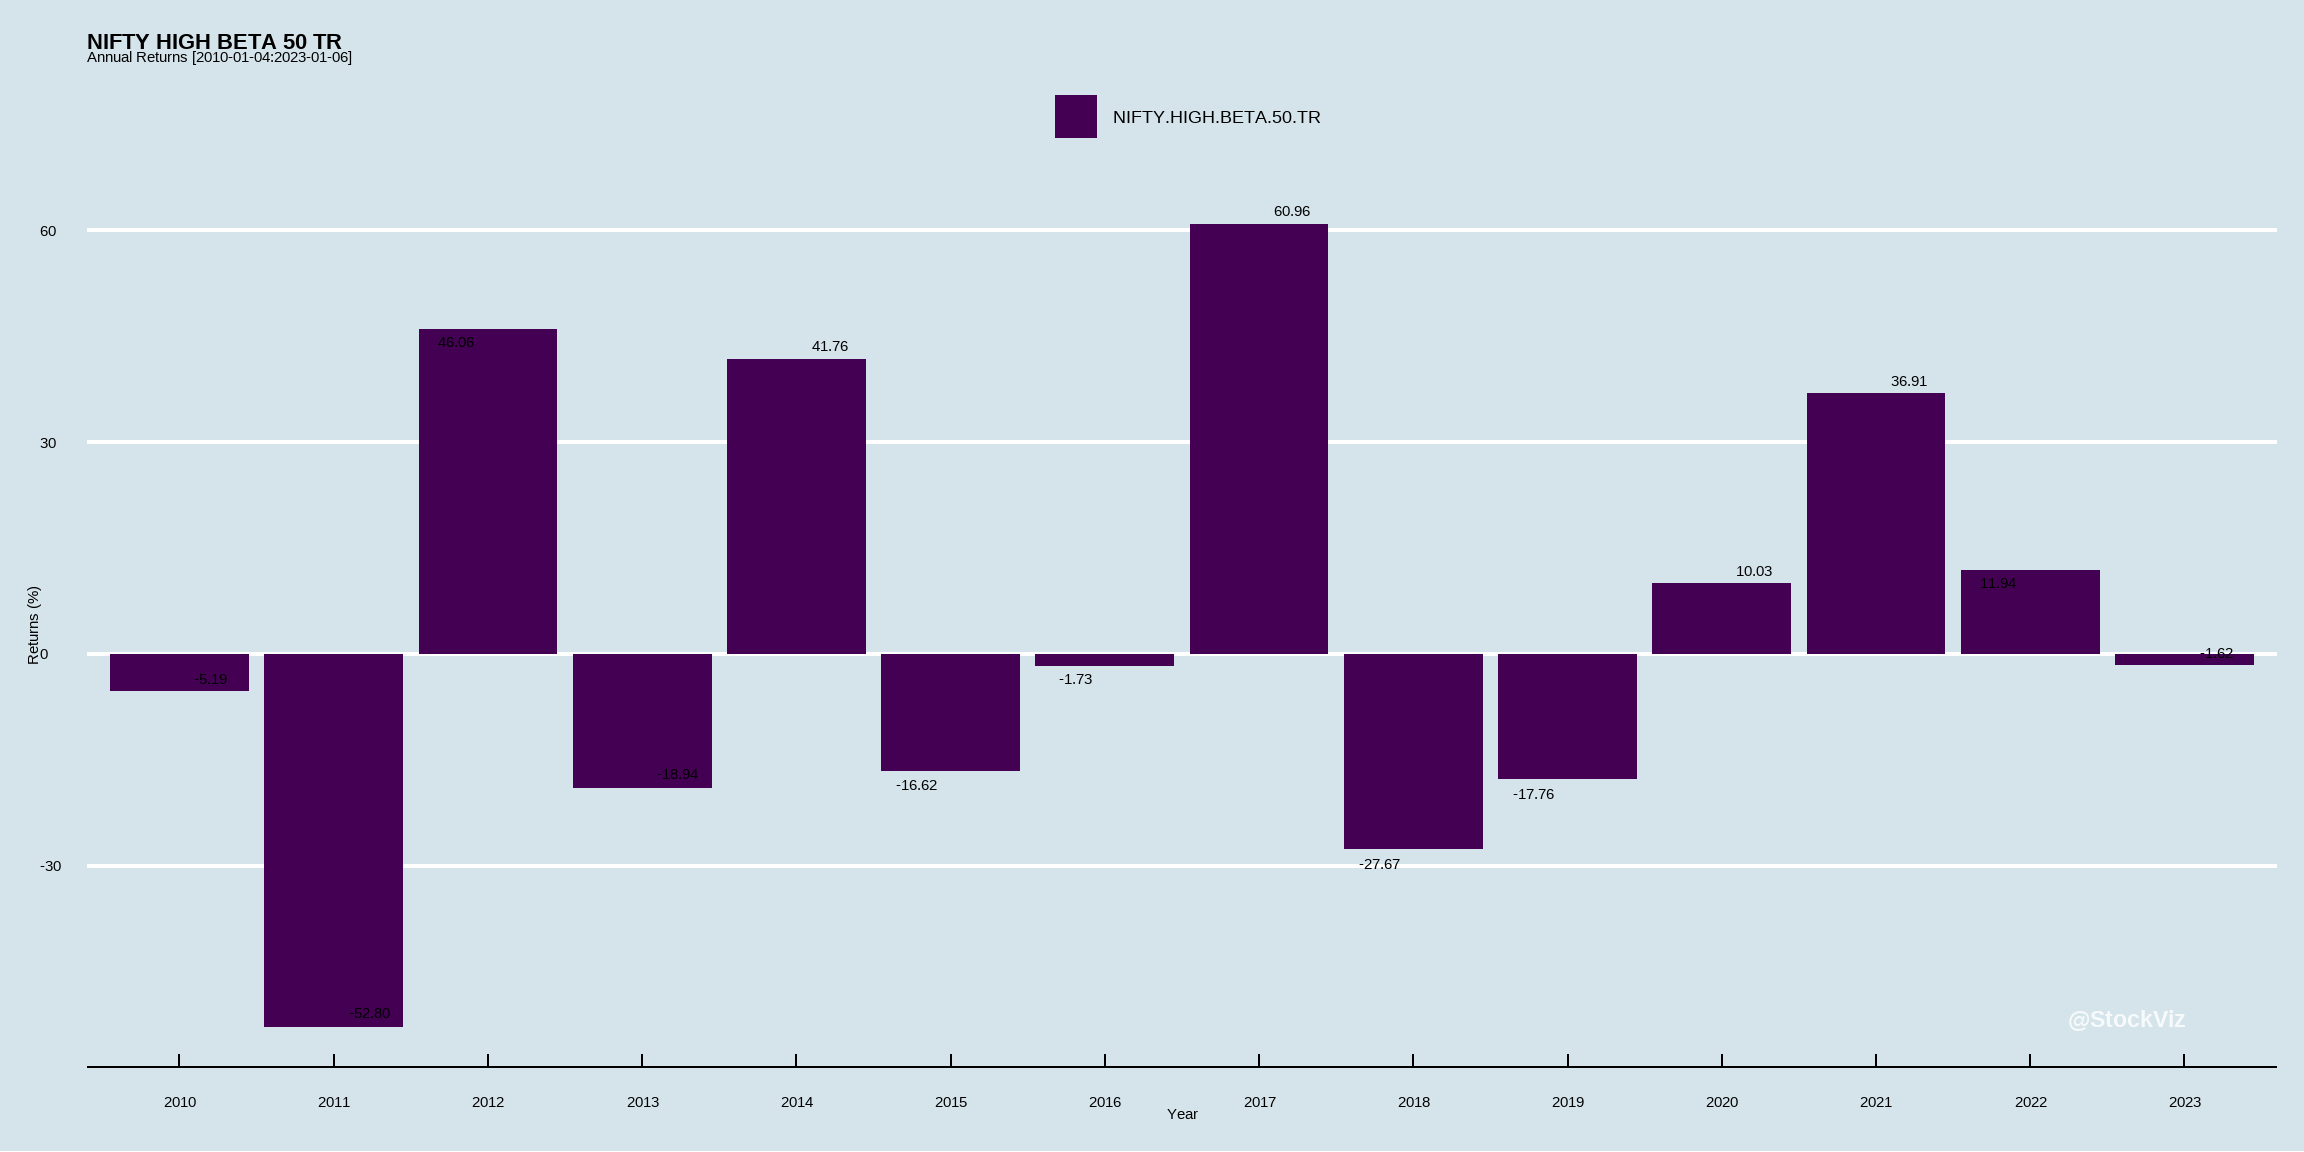 NIFTY HIGH BETA 50 TR
Annual Returns [2010-01-04:2023-01-06]
NIFTY.HIGH.BETA.50.TR
60.96
60
46.06
41.76
36.91
30
10.03
11.94
Returns (%)
0
-1.62
-5.19
-1.73
-18.94
-16.62
-17.76
-27.67
-30
-52.80
@StockViz
2010 2011 2012 2013 2014 2015 2016 2017 2018 2019 2020 2021 2022 2023
Year